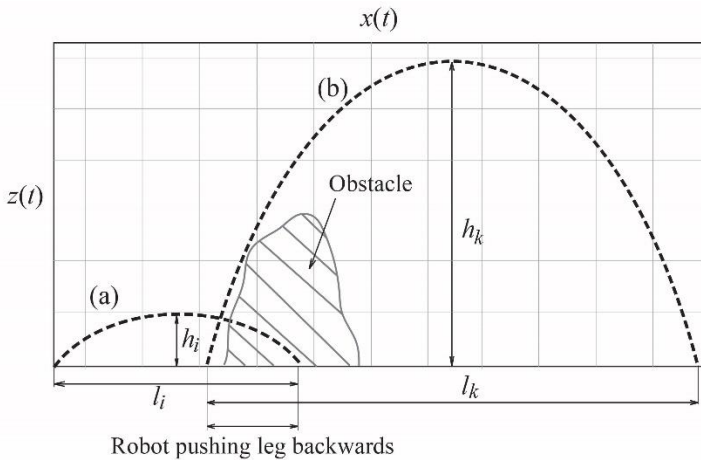 x(t)
(b)
Obstacle
z(t)
h_k
(a)
h_i
l_i
l_k
Robot pushing leg backwards